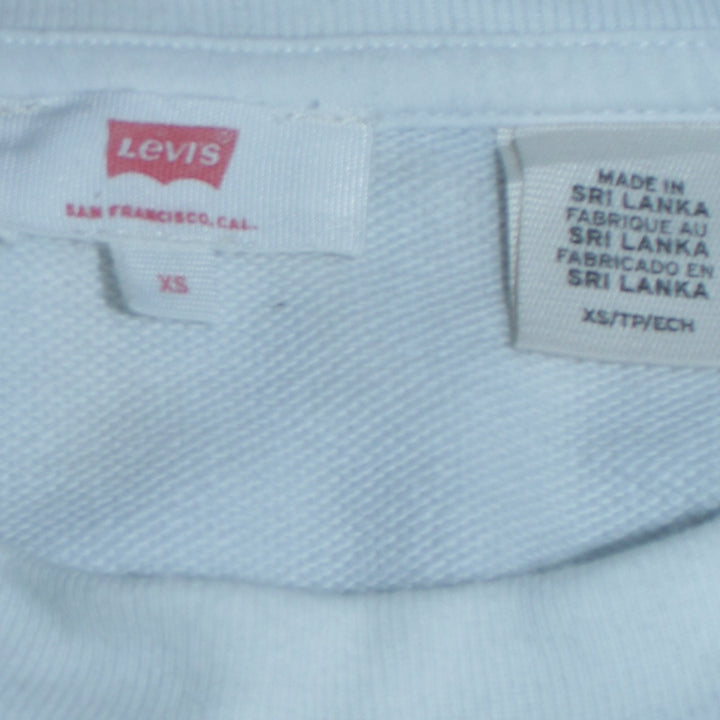 LEVI'S ®
SAN FRANCISCO, CAL.
XS
MADE IN
SRI LANKA
FABRIQUE AU
SRI LANKA
FABRICADO EN
SRI LANKA
XS/TP/ECH